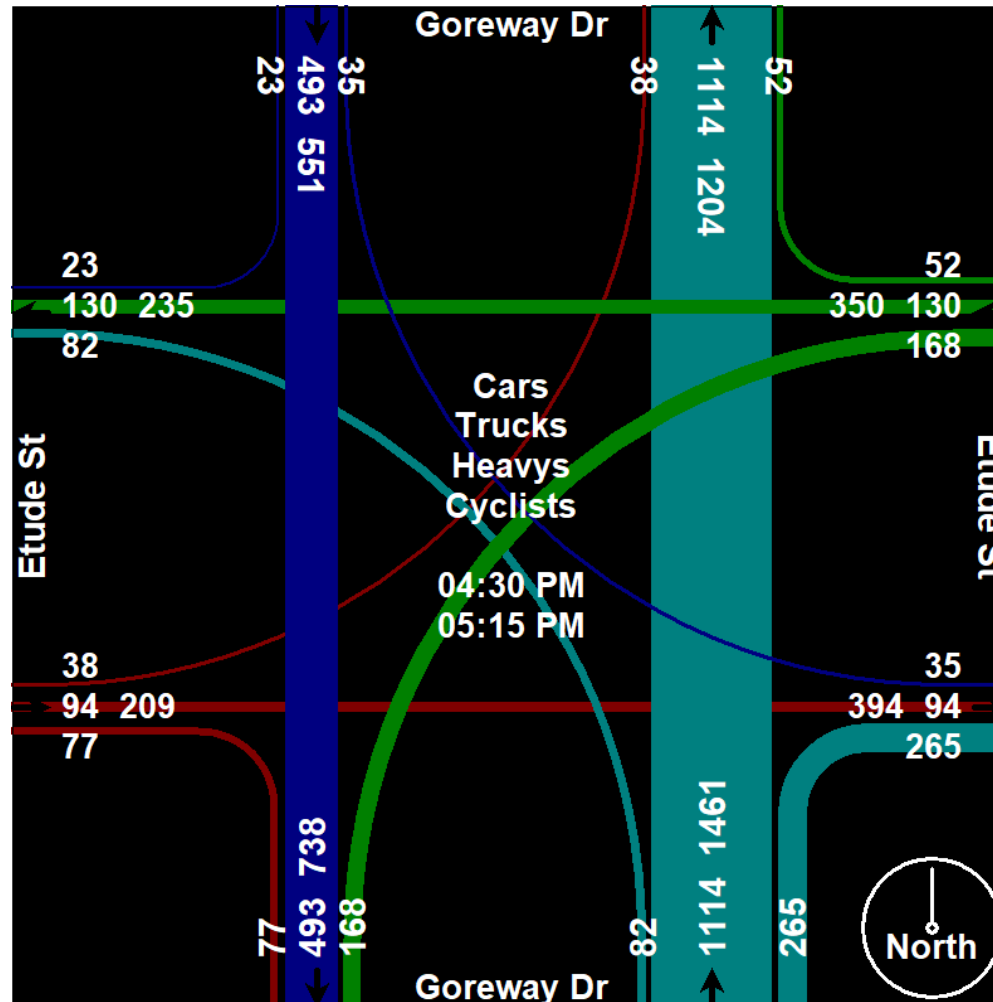 Goreway Dr
23
493 551
35
38
1114 1204
52
23
130 235
82
52
350 130
168
Etude St
Cars
Trucks
Heavys
Cyclists
04:30 PM
05:15 PM
Etude St
38
94 209
77
35
394 94
265
77
493 738
168
82
1114 1461
265
North
Goreway Dr